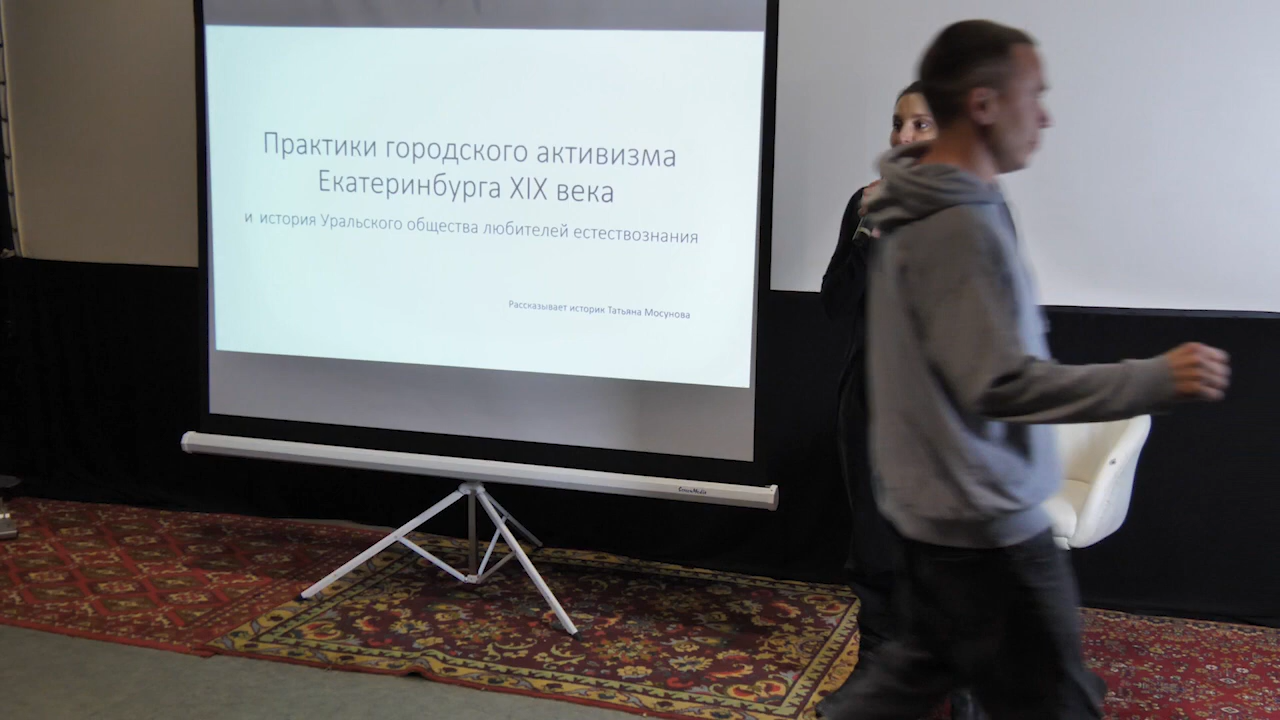 Практики городского активизма
Екатеринбурга XIX века
и история Уральского общества любителей естествознания
Рассказывает историк Татьяна Мосунова